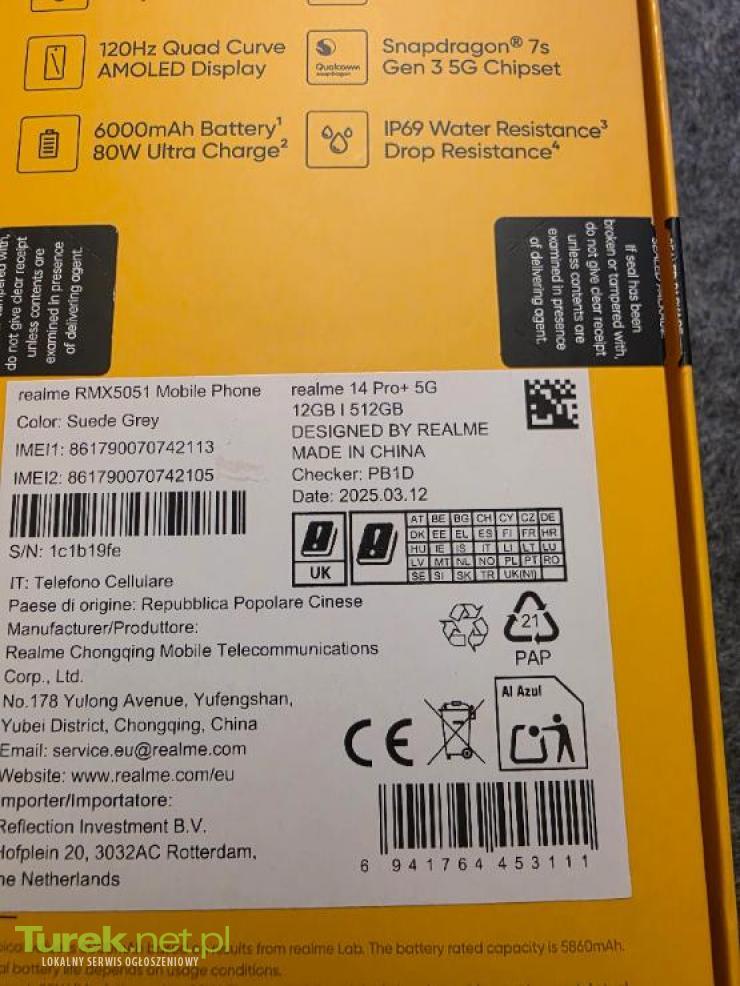 120Hz Quad Curve
AMOLED Display
Qualcomm
snapdragon
Snapdragon® 7s
Gen 3 5G Chipset
6000mAh Battery¹
80W Ultra Charge²
IP69 Water Resistance³
Drop Resistance⁴
do not give clear receipt
unless contents are
examined in presence
of delivering agent.
If seal has been
broken or tampered with,
do not give clear receipt
unless contents are
examined in presence
of delivering agent.
realme RMX5051 Mobile Phone
Color: Suede Grey
IMEI1: 861790070742113
IMEI2: 861790070742105
S/N: 1c1b19fe
realme 14 Pro+ 5G
12GB I 512GB
DESIGNED BY REALME
MADE IN CHINA
Checker: PB1D
Date: 2025.03.12
UK
AT BE BG CH CY CZ DE
DK EE EL ES FI FR HR
HU IE IS IT LI LT LU
LV MT NL NO PL PT RO
SE SI SK TR UK(NI)
IT: Telefono Cellulare
Paese di origine: Repubblica Popolare Cinese
Manufacturer/Produttore:
Realme Chongqing Mobile Telecommunications
Corp., Ltd.
No.178 Yulong Avenue, Yufengshan,
Yubei District, Chongqing, China
Email: service.eu@realme.com
Website: www.realme.com/eu
mporter/Importatore:
Reflection Investment B.V.
Hofplein 20, 3032AC Rotterdam,
he Netherlands
21
PAP
Al Azul
CE
6 941764 453111
Turek.net.pl
LOKALNY SERWIS OGŁOSZENIOWY
from realme Lab. The battery rated capacity is 5860mAh.
battery life depends on usage conditions.